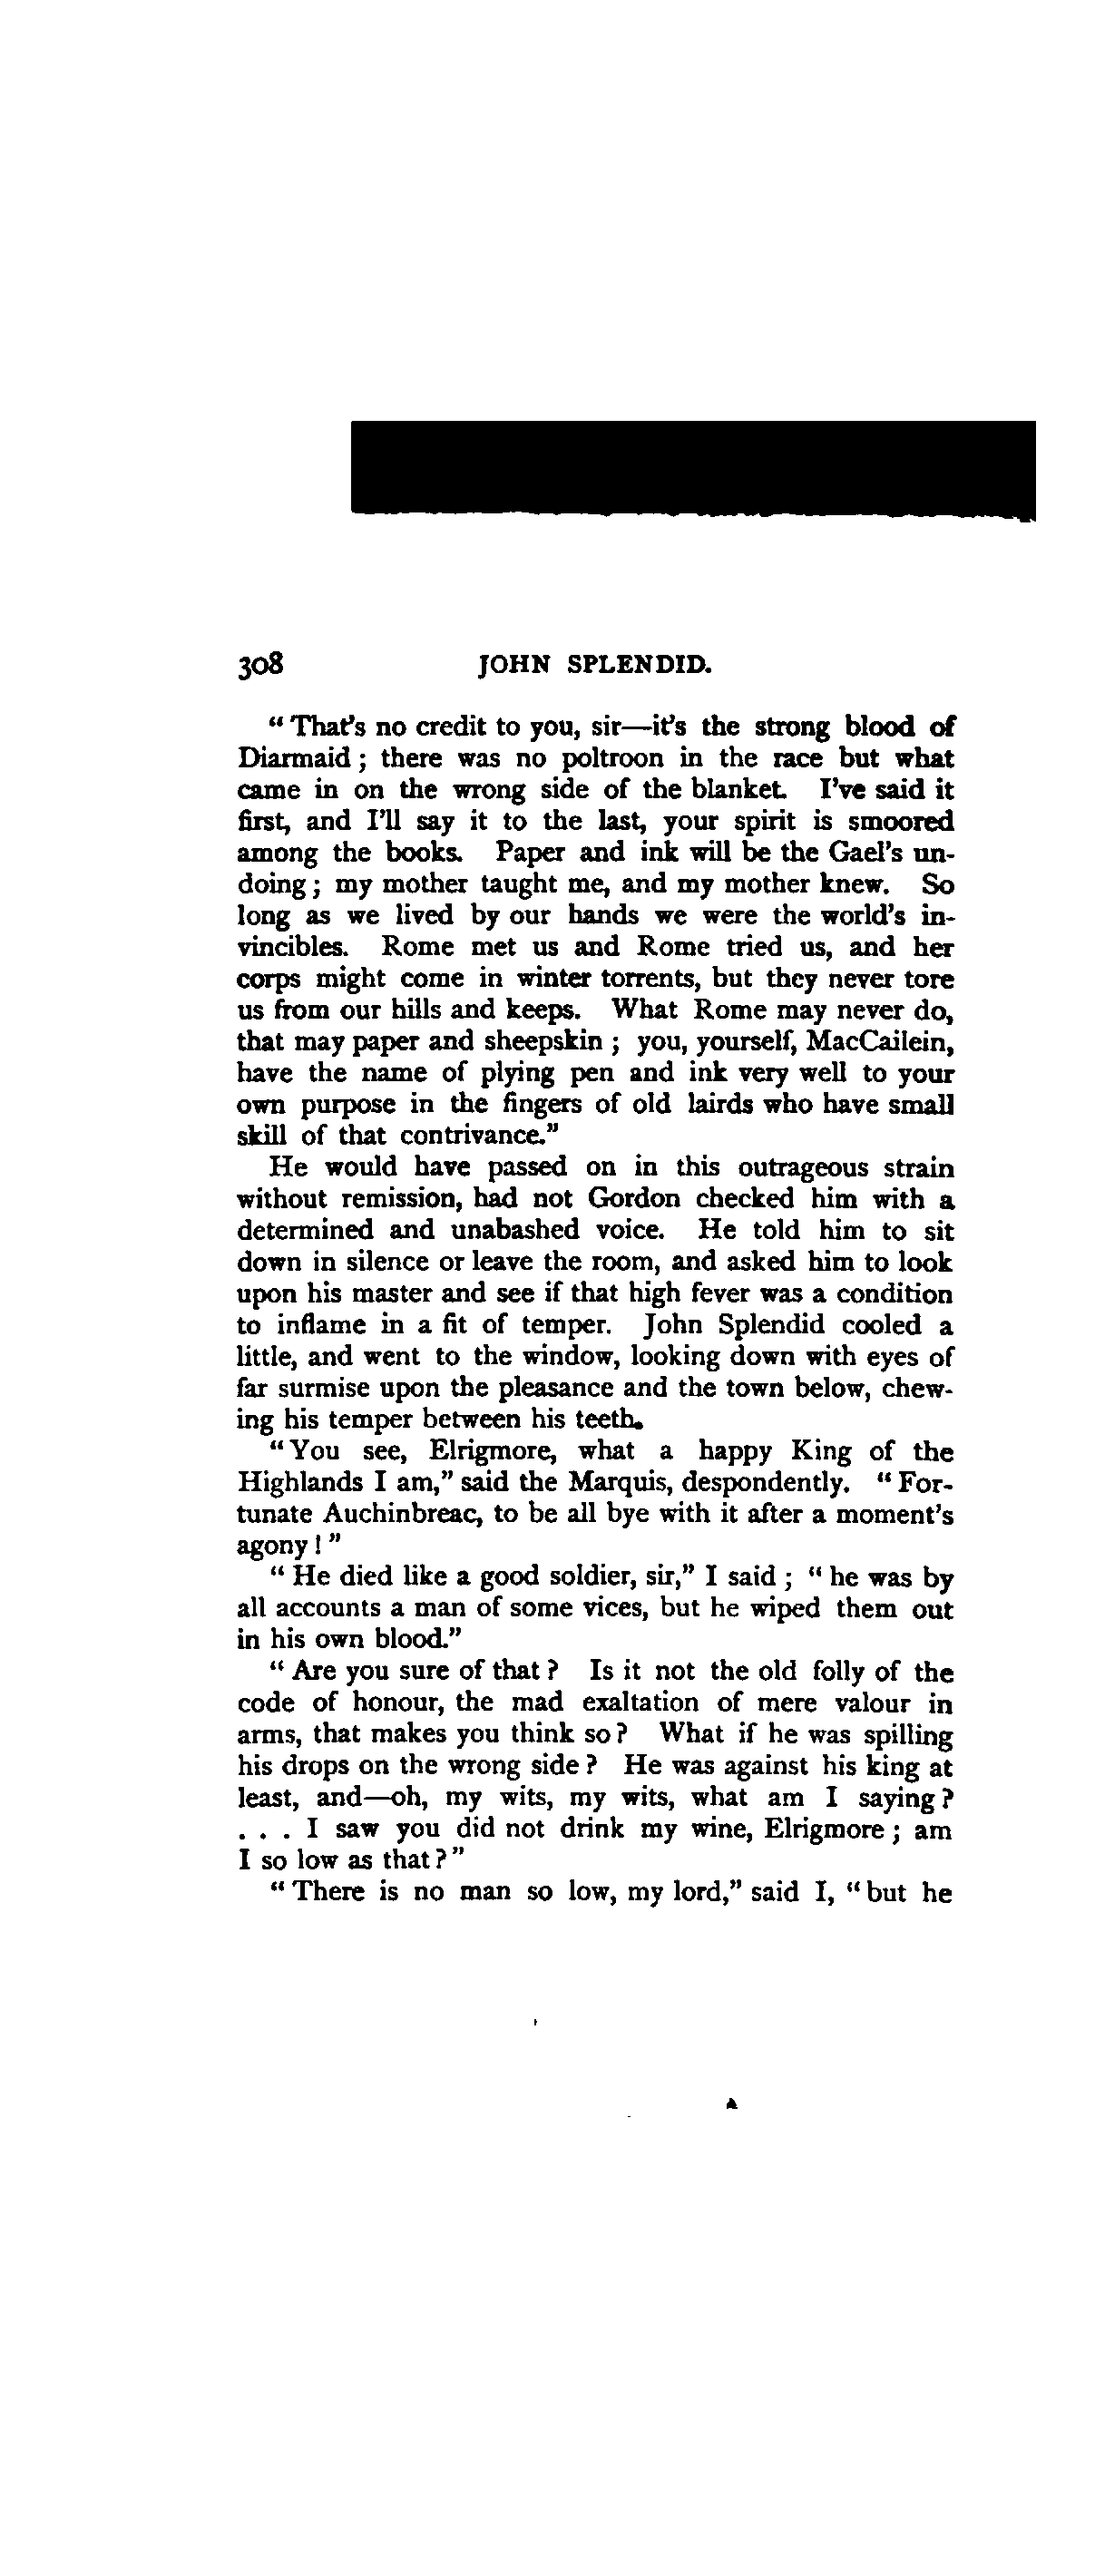 308 JOHN SPLENDID.
" That's no credit to you, sir—it's the strong blood of
Diarmaid ; there was no poltroon in the race but what
came in on the wrong side of the blanket. I've said it
first, and I'll say it to the last, your spirit is smoored
among the books. Paper and ink will be the Gael's un-
doing ; my mother taught me, and my mother knew. So
long as we lived by our hands we were the world's in-
vincibles. Rome met us and Rome tried us, and her
corps might come in winter torrents, but they never tore
us from our hills and keeps. What Rome may never do,
that may paper and sheepskin ; you, yourself, MacCailein,
have the name of plying pen and ink very well to your
own purpose in the fingers of old lairds who have small
skill of that contrivance."
He would have passed on in this outrageous strain
without remission, had not Gordon checked him with a
determined and unabashed voice. He told him to sit
down in silence or leave the room, and asked him to look
upon his master and see if that high fever was a condition
to inflame in a fit of temper. John Splendid cooled a
little, and went to the window, looking down with eyes of
far surmise upon the pleasance and the town below, chew-
ing his temper between his teeth.
" You see, Elrigmore, what a happy King of the
Highlands I am," said the Marquis, despondently. " For-
tunate Auchinbreac, to be all bye with it after a moment's
agony ! "
" He died like a good soldier, sir," I said ; " he was by
all accounts a man of some vices, but he wiped them out
in his own blood."
" Are you sure of that ? Is it not the old folly of the
code of honour, the mad exaltation of mere valour in
arms, that makes you think so ? What if he was spilling
his drops on the wrong side ? He was against his king at
least, and—oh, my wits, my wits, what am I saying ?
. . . I saw you did not drink my wine, Elrigmore ; am
I so low as that ? "
" There is no man so low, my lord," said I, " but he